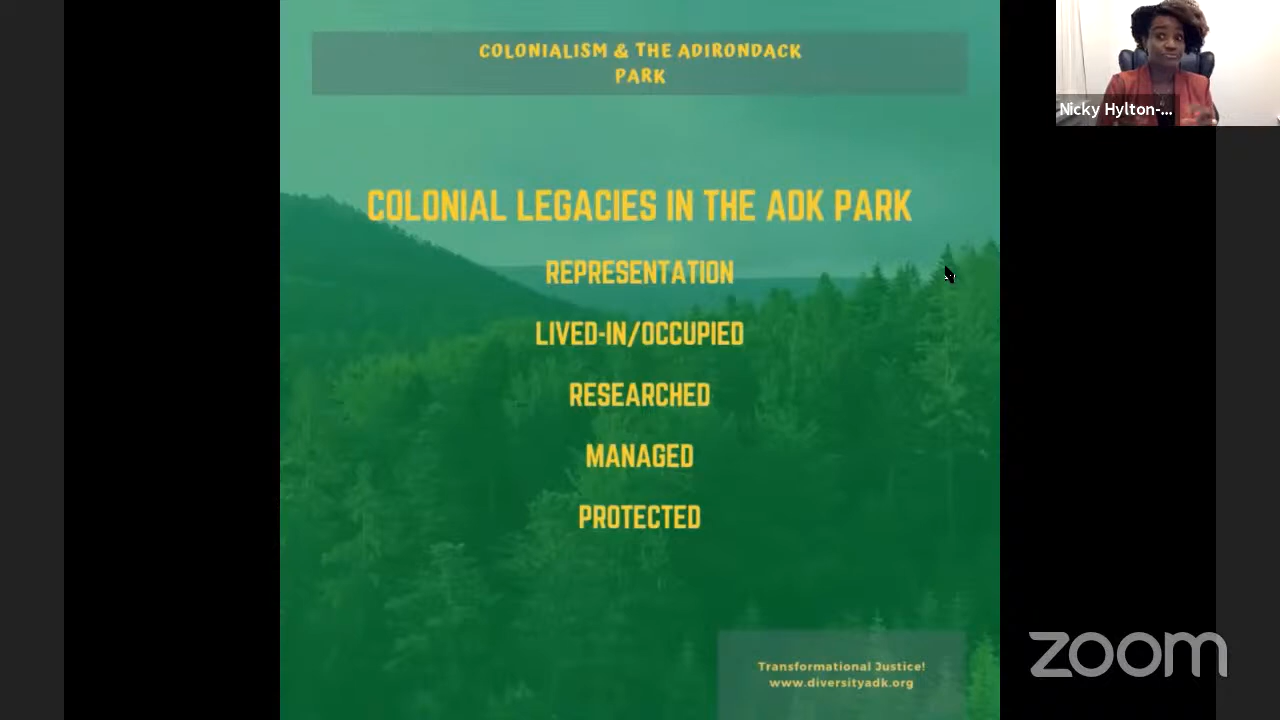 COLONIALISM & THE ADIRONDACK
PARK
Nicky Hylton-...
COLONIAL LEGACIES IN THE ADK PARK
REPRESENTATION
LIVED-IN/OCCUPIED
RESEARCHED
MANAGED
PROTECTED
Transformational Justice!
www.diversityadk.org
zoom